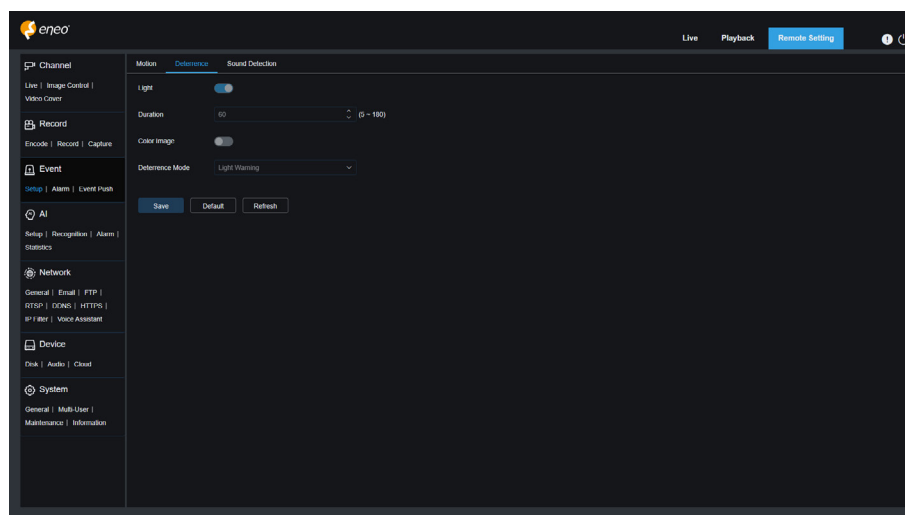 eneo
Live Playback Remote Setting
Channel
Live | Image Control |
Video Cover
Record
Encode | Record | Capture
Event
Setup | Alarm | Event Push
AI
Setup | Recognition | Alarm |
Statistics
Network
General | Email | FTP |
RTSP | DDNS | HTTPS |
IP Filter | Voice Assistant
Device
Disk | Audio | Cloud
System
General | Multi-User |
Maintenance | Information
Motion Deterrence Sound Detection
Light
Duration 60 (5 ~ 180)
Color Image
Deterrence Mode Light Warning
Save Default Refresh